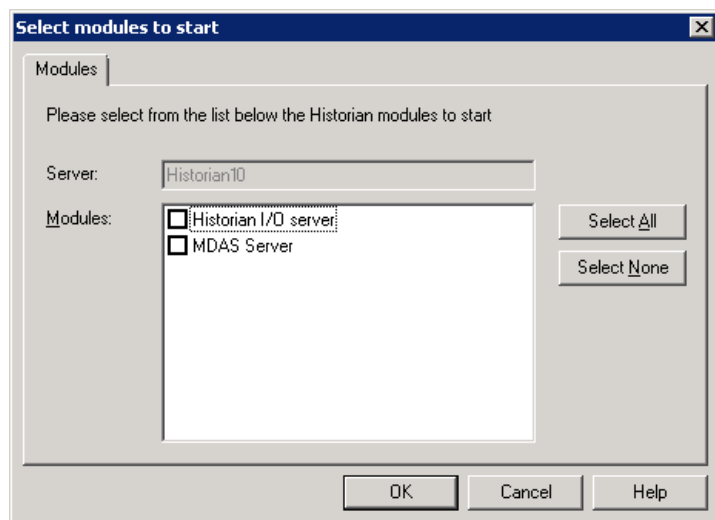 Select modules to start
Modules
Please select from the list below the Historian modules to start
Server:
Historian10
Modules:
Historian I/O server
MDAS Server
Select All
Select None
OK
Cancel
Help